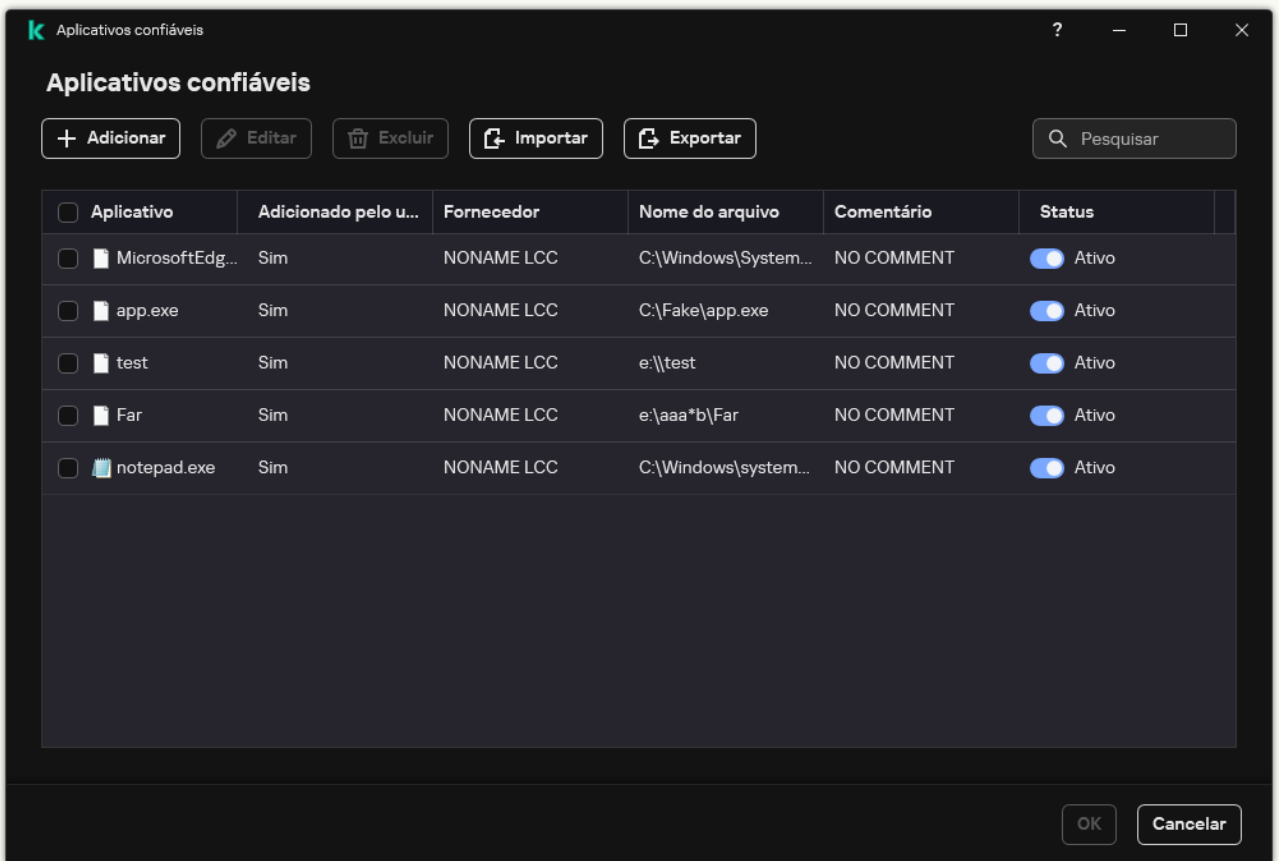 Aplicativos confiáveis ?
Aplicativos confiáveis
Adicionar Editar Excluir Importar Exportar Pesquisar
Aplicativo Adicionado pelo u... Fornecedor Nome do arquivo Comentário Status
MicrosoftEdg... Sim NONAME LCC C:\Windows\System... NO COMMENT Ativo
app.exe Sim NONAME LCC C:\Fake\app.exe NO COMMENT Ativo
test Sim NONAME LCC e:\\test NO COMMENT Ativo
Far Sim NONAME LCC e:\aaa*b\Far NO COMMENT Ativo
notepad.exe Sim NONAME LCC C:\Windows\system... NO COMMENT Ativo
OK Cancelar